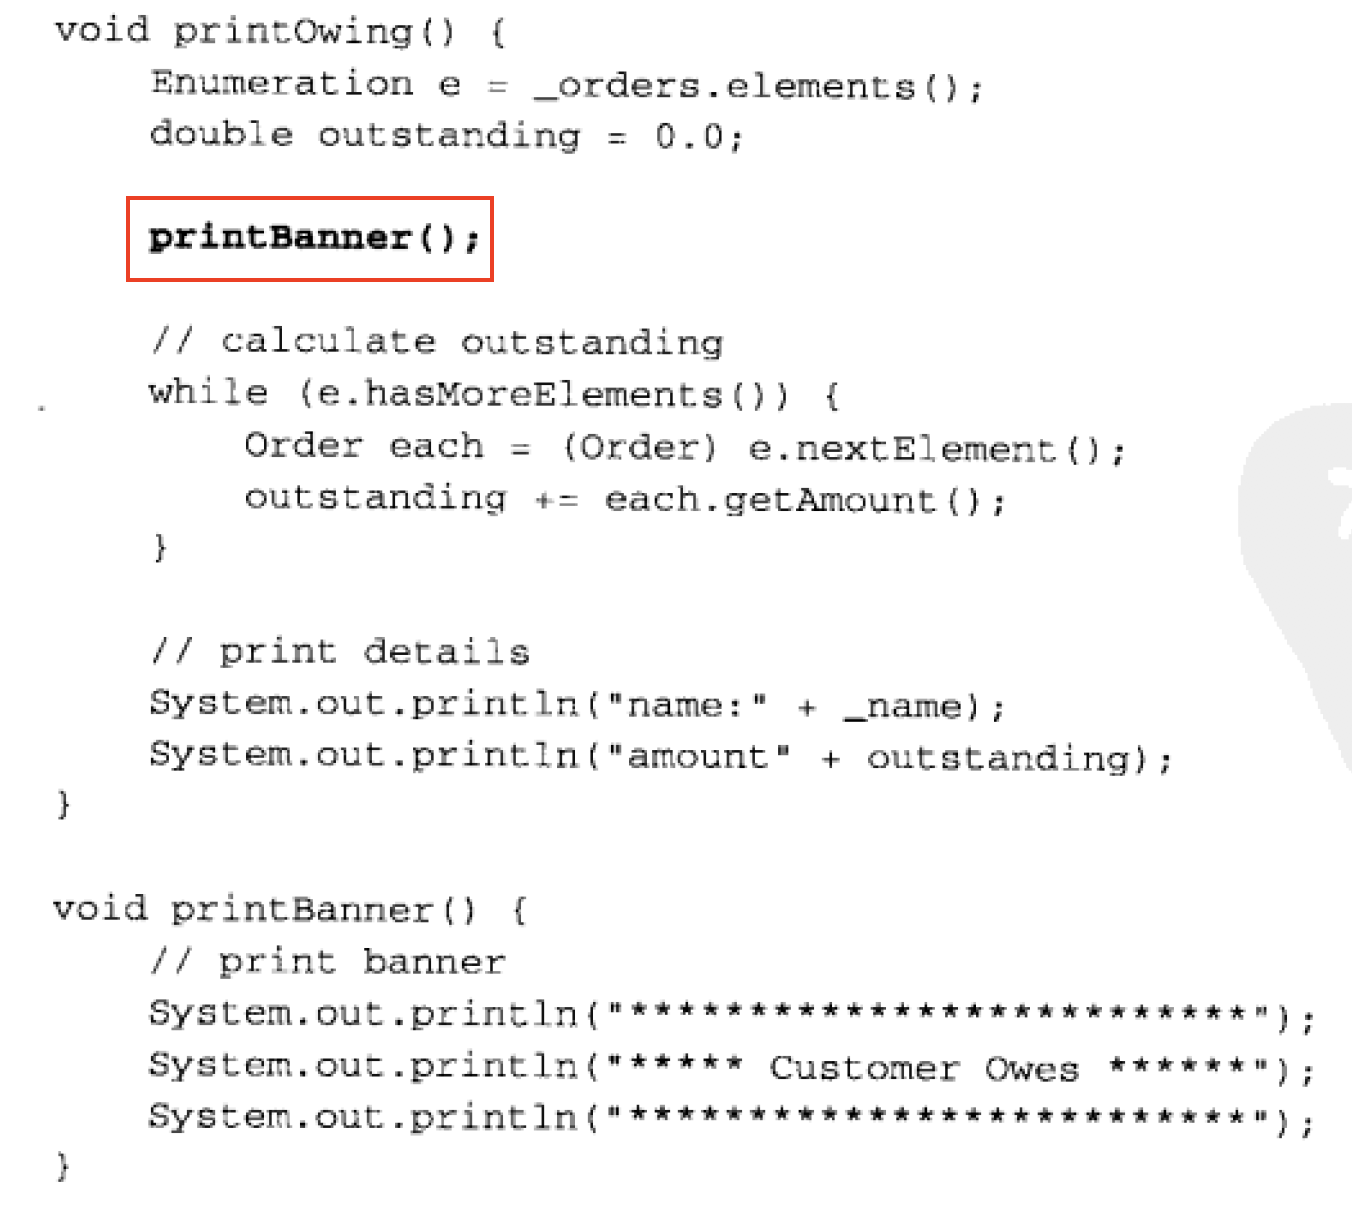 void printOwing() {
    Enumeration e = _orders.elements();
    double outstanding = 0.0;
    printBanner();
    // calculate outstanding
    while (e.hasMoreElements()) {
        Order each = (Order) e.nextElement();
        outstanding += each.getAmount();
    }
    // print details
    System.out.println("name:" + _name);
    System.out.println("amount" + outstanding);
}
void printBanner() {
    // print banner
    System.out.println("**************************");
    System.out.println("***** Customer Owes ******");
    System.out.println("**************************");
}